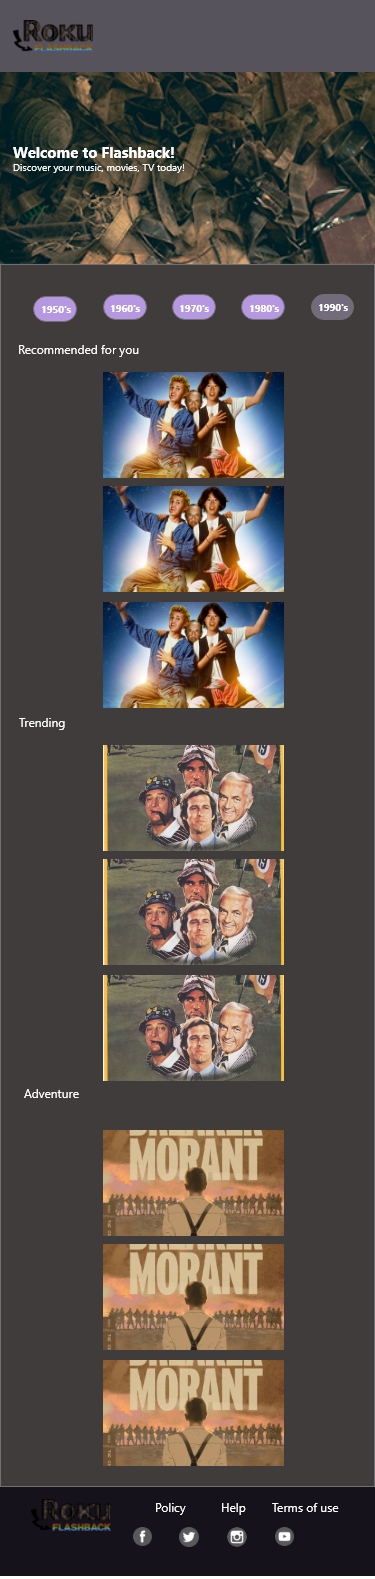 Roku
FLASHBACK
Welcome to Flashback!
Discover your music, movies, TV today!
1950's 1960's 1970's 1980's 1990's
Recommended for you
Trending
Adventure
BREAKER
MORANT
BREAKER
MORANT
BREAKER
MORANT
Roku
FLASHBACK
Policy Help Terms of use